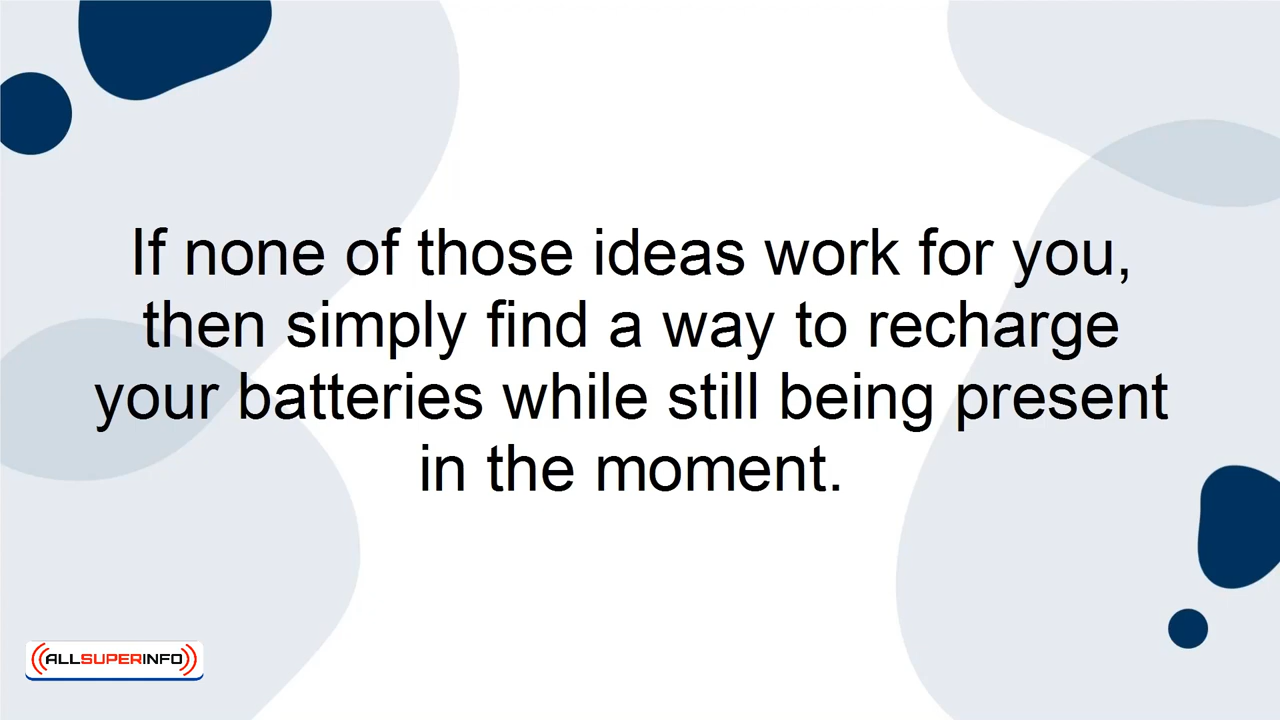 If none of those ideas work for you,
then simply find a way to recharge
your batteries while still being present
in the moment.
ALLSUPERINFO